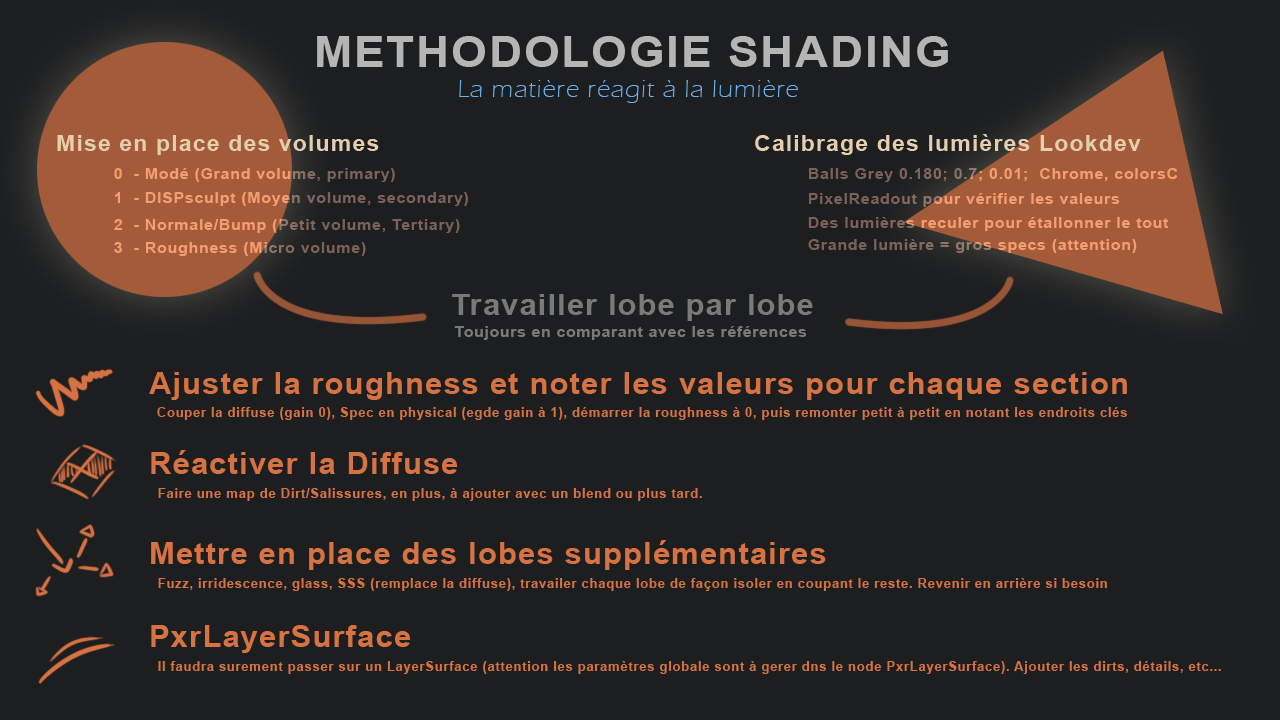 METHODOLOGIE SHADING
La matière réagit à la lumière
Mise en place des volumes
0 - Modé (Grand volume, primary)
1 - DISPsculpt (Moyen volume, secondary)
2 - Normale/Bump (Petit volume, Tertiary)
3 - Roughness (Micro volume)
Calibrage des lumières Lookdev
Balls Grey 0.180; 0.7; 0.01; Chrome, colorsC
PixelReadout pour vérifier les valeurs
Des lumières reculer pour étallonner le tout
Grande lumière = gros specs (attention)
Travailler lobe par lobe
Toujours en comparant avec les références
Ajuster la roughness et noter les valeurs pour chaque section
Couper la diffuse (gain 0), Spec en physical (egde gain à 1), démarrer la roughness à 0, puis remonter petit à petit en notant les endroits clés
Réactiver la Diffuse
Faire une map de Dirt/Salissures, en plus, à ajouter avec un blend ou plus tard.
Mettre en place des lobes supplémentaires
Fuzz, irridescence, glass, SSS (remplace la diffuse), travailer chaque lobe de façon isoler en coupant le reste. Revenir en arrière si besoin
PxrLayerSurface
Il faudra surement passer sur un LayerSurface (attention les paramètres globale sont à gerer dns le node PxrLayerSurface). Ajouter les dirts, détails, etc...